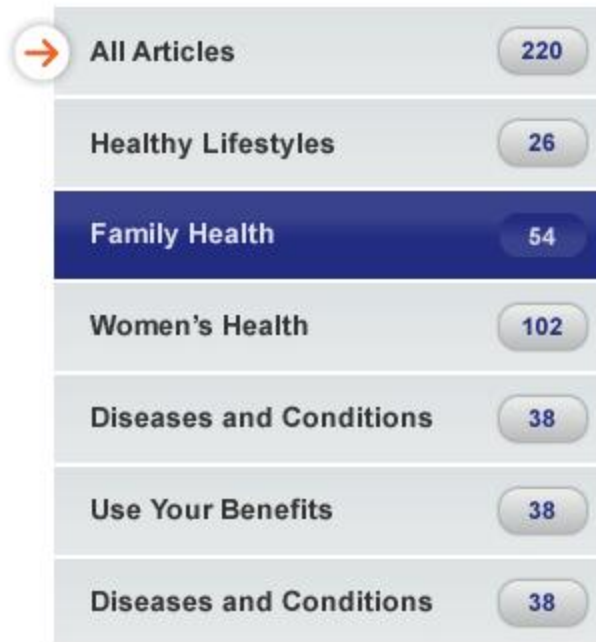 All Articles 220
Healthy Lifestyles 26
Family Health 54
Women’s Health 102
Diseases and Conditions 38
Use Your Benefits 38
Diseases and Conditions 38